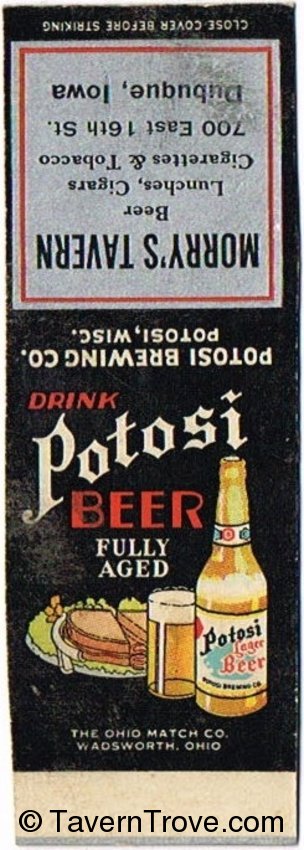 CLOSE COVER BEFORE STRIKING
MORRY'S TAVERN
Beer
Lunches, Cigars
Cigarettes & Tobacco
700 East 16th St.
Dubuque, Iowa
POTOSI BREWING CO.
POTOSI, WISC.
DRINK
Potosi
BEER
FULLY
AGED
Potosi
Lager
Beer
POTOSI BREWING CO.
THE OHIO MATCH CO.
WADSWORTH, OHIO
© TavernTrove.com